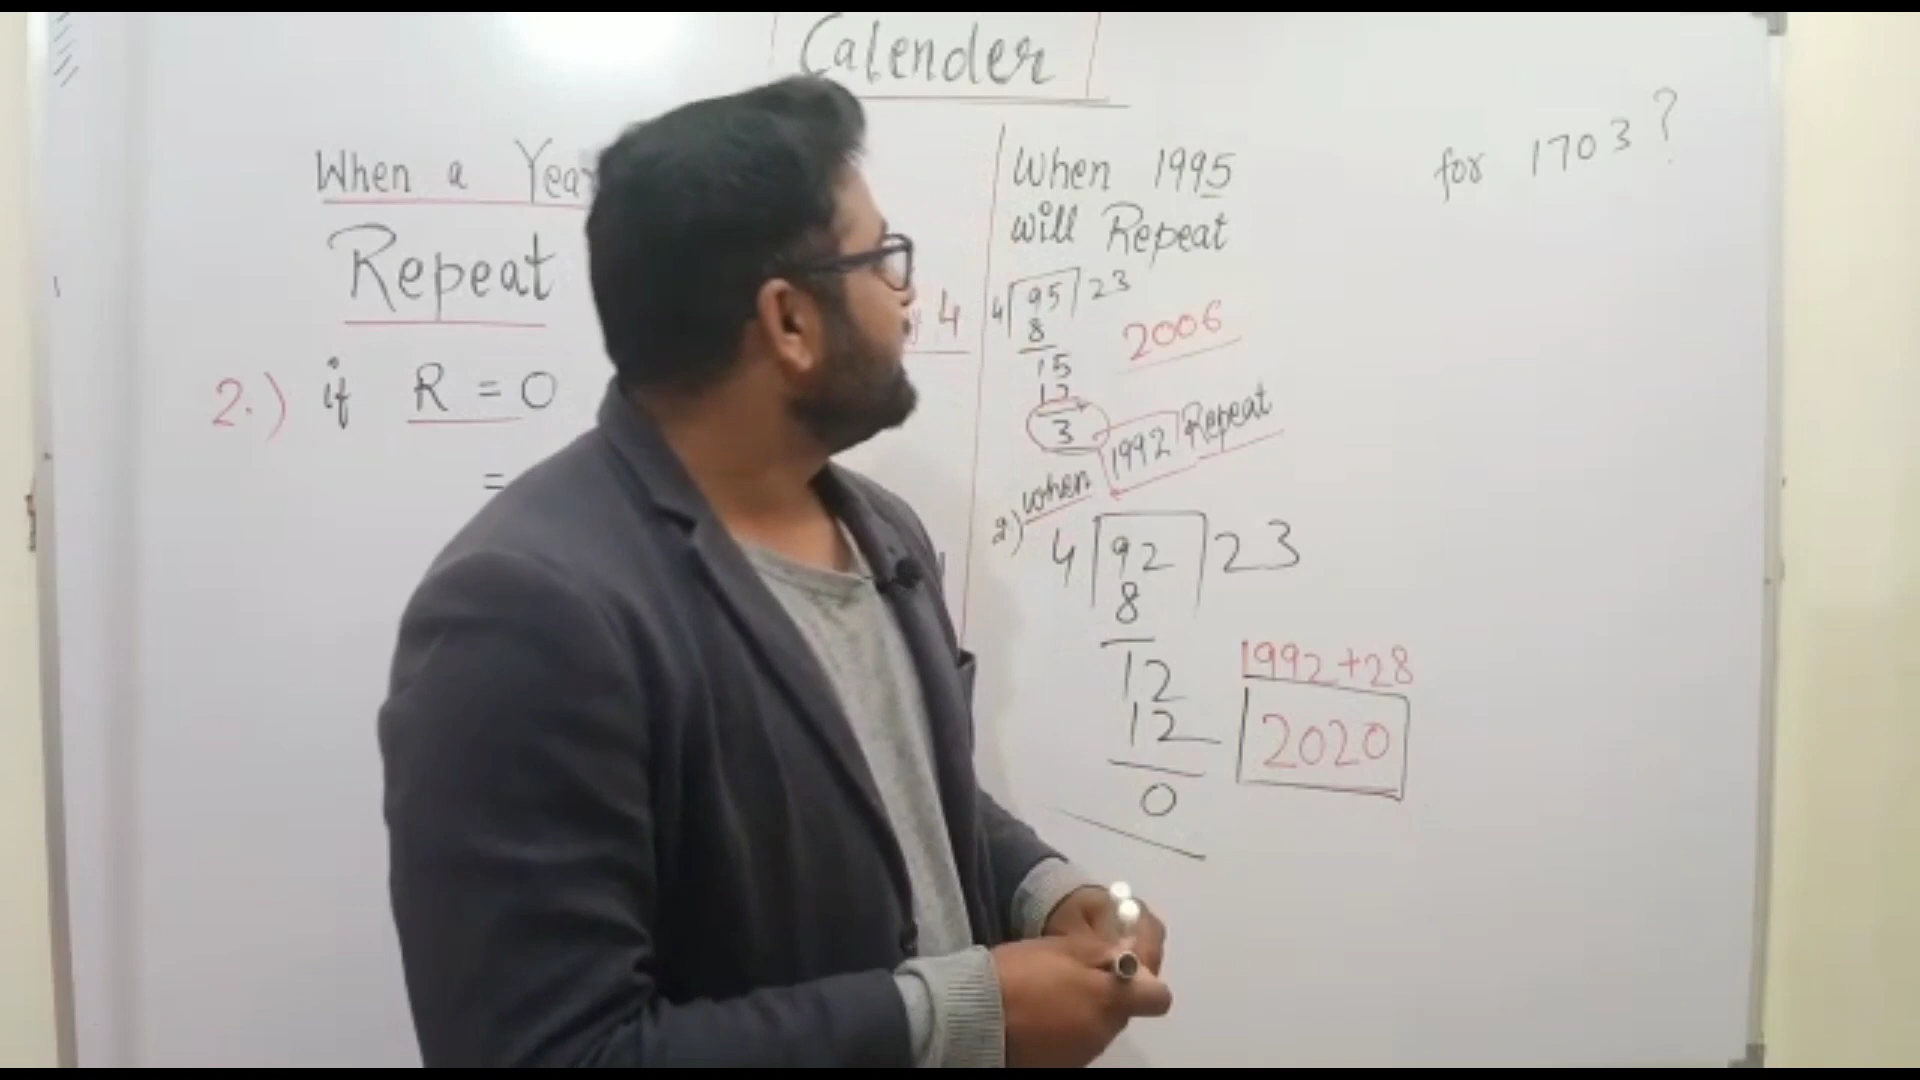 Calender
When a Year
Repeat
4
2.) if R = 0
=
When 1995
will Repeat
4 95 23
8
15
12
3
2006
2) when 1992 Repeat
4 92 23
8
12
12
0
1992 + 28
2020
for 1703 ?